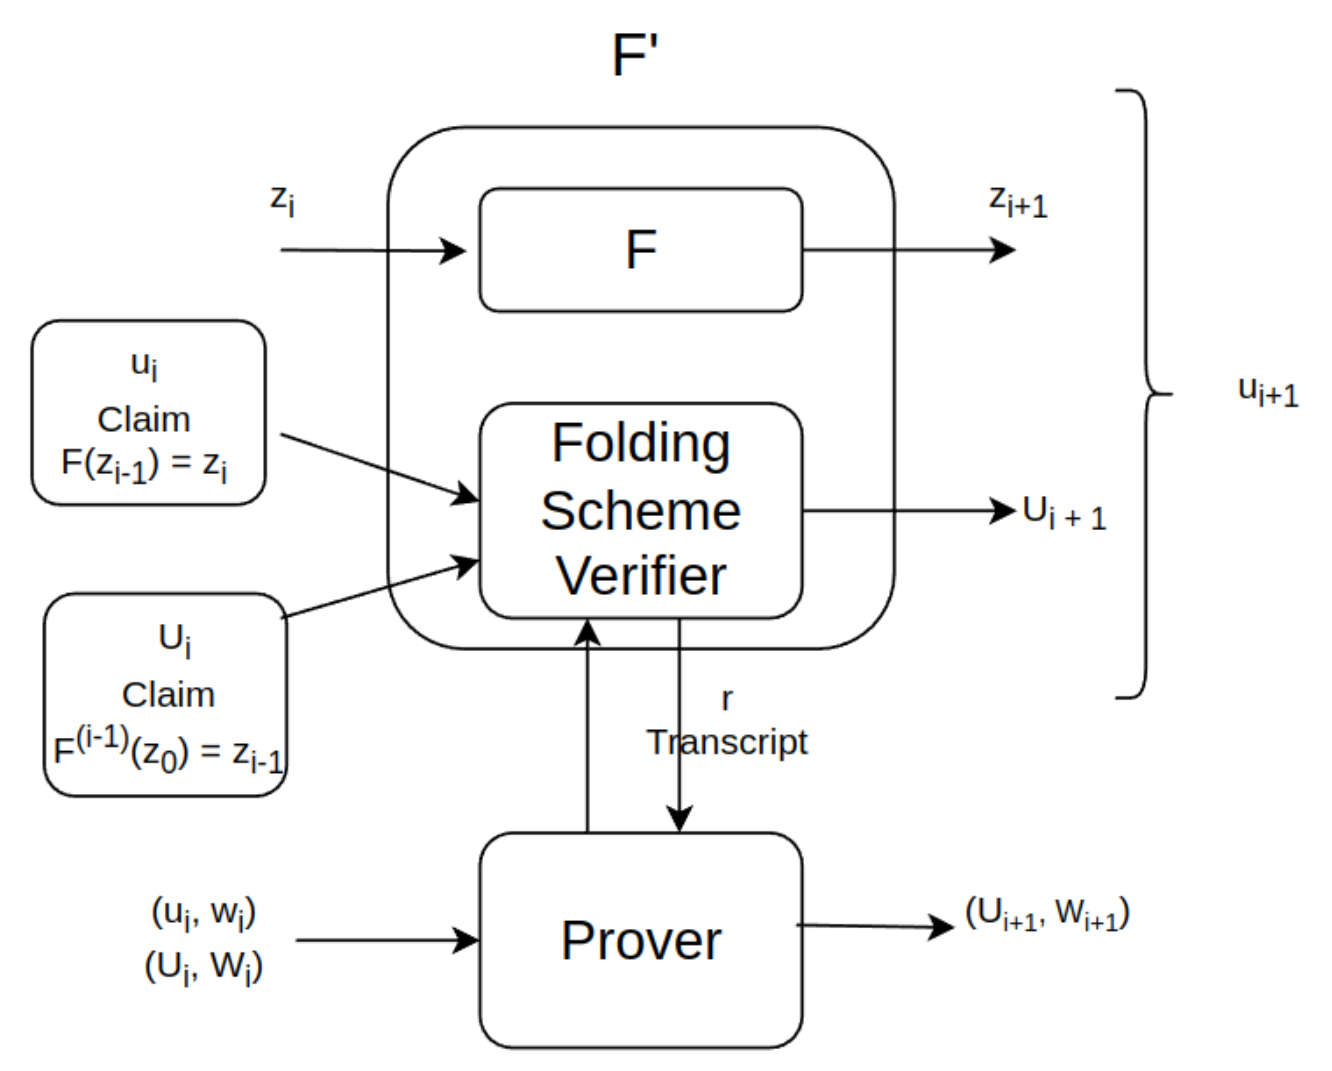 F'
z_i
z_{i+1}
F
u_i
Claim
F(z_{i-1}) = z_i
Folding
Scheme
Verifier
u_{i+1}
U_{i + 1}
U_i
Claim
F^{(i-1)}(z_0) = z_{i-1}
r
Transcript
(u_i, w_i)
(U_i, W_i)
Prover
(U_{i+1}, W_{i+1})